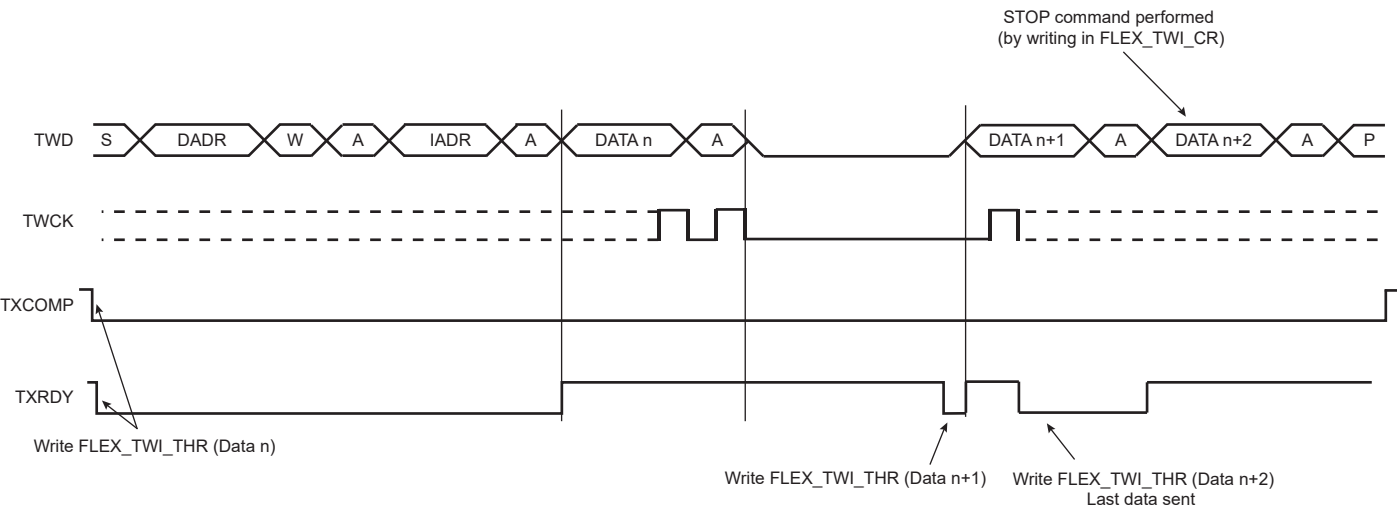 STOP command performed
(by writing in FLEX_TWI_CR)
TWD S DADR W A IADR A DATA n A DATA n+1 A DATA n+2 A P
TWCK
TXCOMP
TXRDY
Write FLEX_TWI_THR (Data n)
Write FLEX_TWI_THR (Data n+1) Write FLEX_TWI_THR (Data n+2)
Last data sent